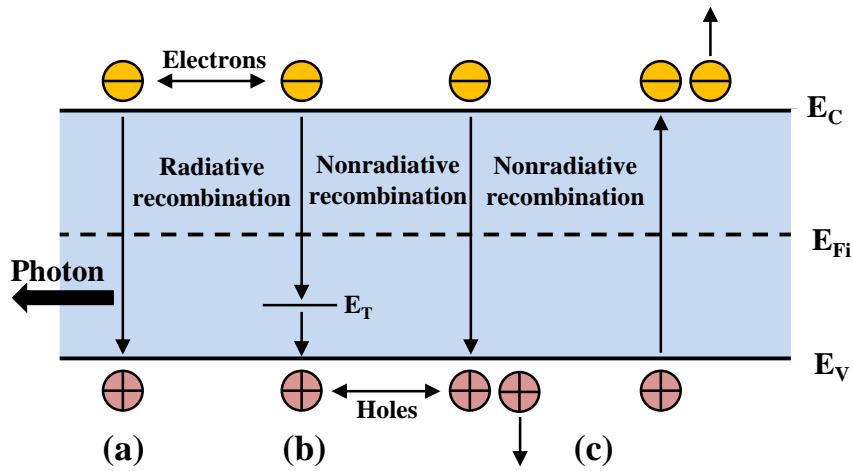 Electrons
E_C
Radiative
recombination
Nonradiative
recombination
Nonradiative
recombination
E_Fi
Photon
E_T
E_V
Holes
(a)
(b)
(c)